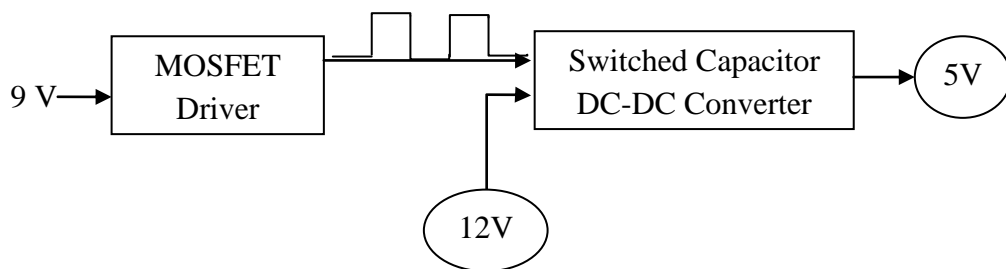 9 V
MOSFET
Driver
Switched Capacitor
DC-DC Converter
5V
12V